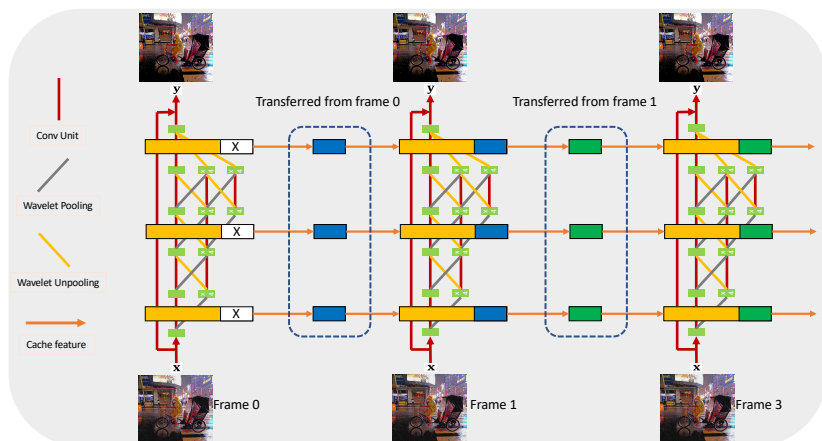 y
y
y
Transferred from frame 0
Transferred from frame 1
Conv Unit
X
Wavelet Pooling
X
Wavelet Unpooling
X
Cache feature
x
x
x
Frame 0
Frame 1
Frame 3